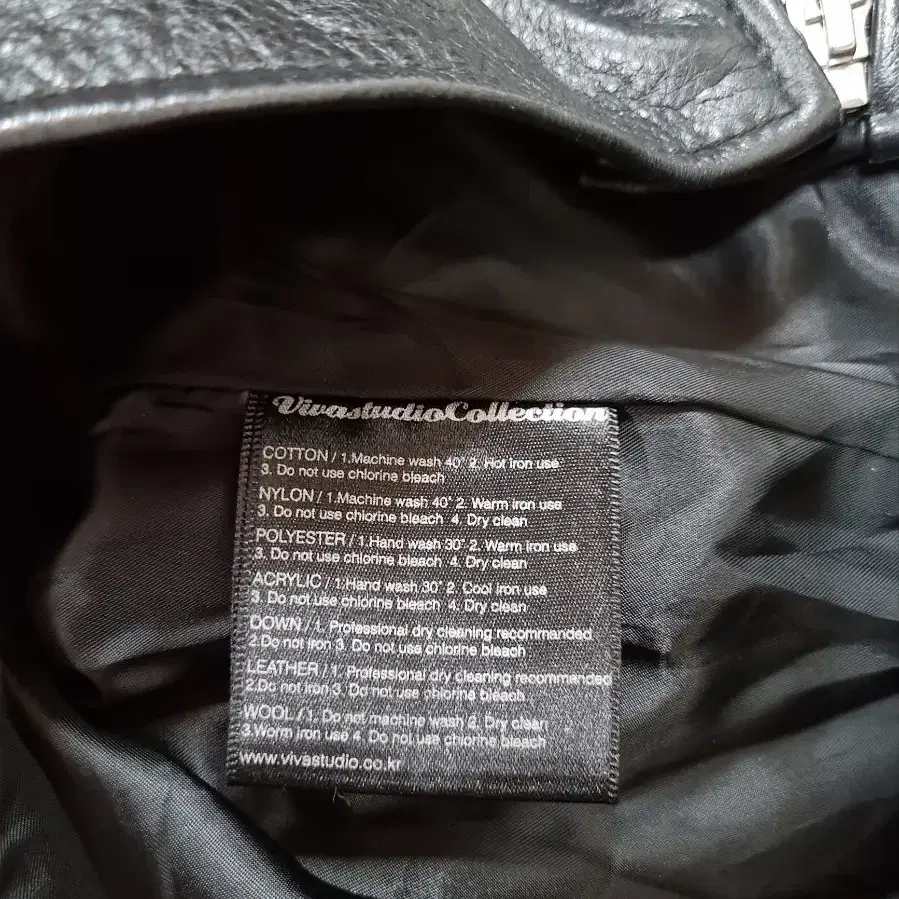 VivastudioCollection
COTTON / 1.Machine wash 40° 2. Hot iron use
3. Do not use chlorine bleach
NYLON / 1.Machine wash 40° 2. Warm iron use
3. Do not use chlorine bleach 4. Dry clean
POLYESTER / 1.Hand wash 30° 2. Warm iron use
3. Do not use chlorine bleach 4. Dry clean
ACRYLIC / 1.Hand wash 30° 2. Cool iron use
3. Do not use chlorine bleach 4. Dry clean
DOWN / 1. Professional dry cleaning recommanded
2.Do not iron 3. Do not use chlorine bleach
LEATHER / 1. Professional dry cleaning recommanded
2.Do not iron 3. Do not use chlorine bleach
WOOL / 1. Do not machine wash 2. Dry clean
3.Worm iron use 4. Do not use chlorine bleach
www.vivastudio.co.kr